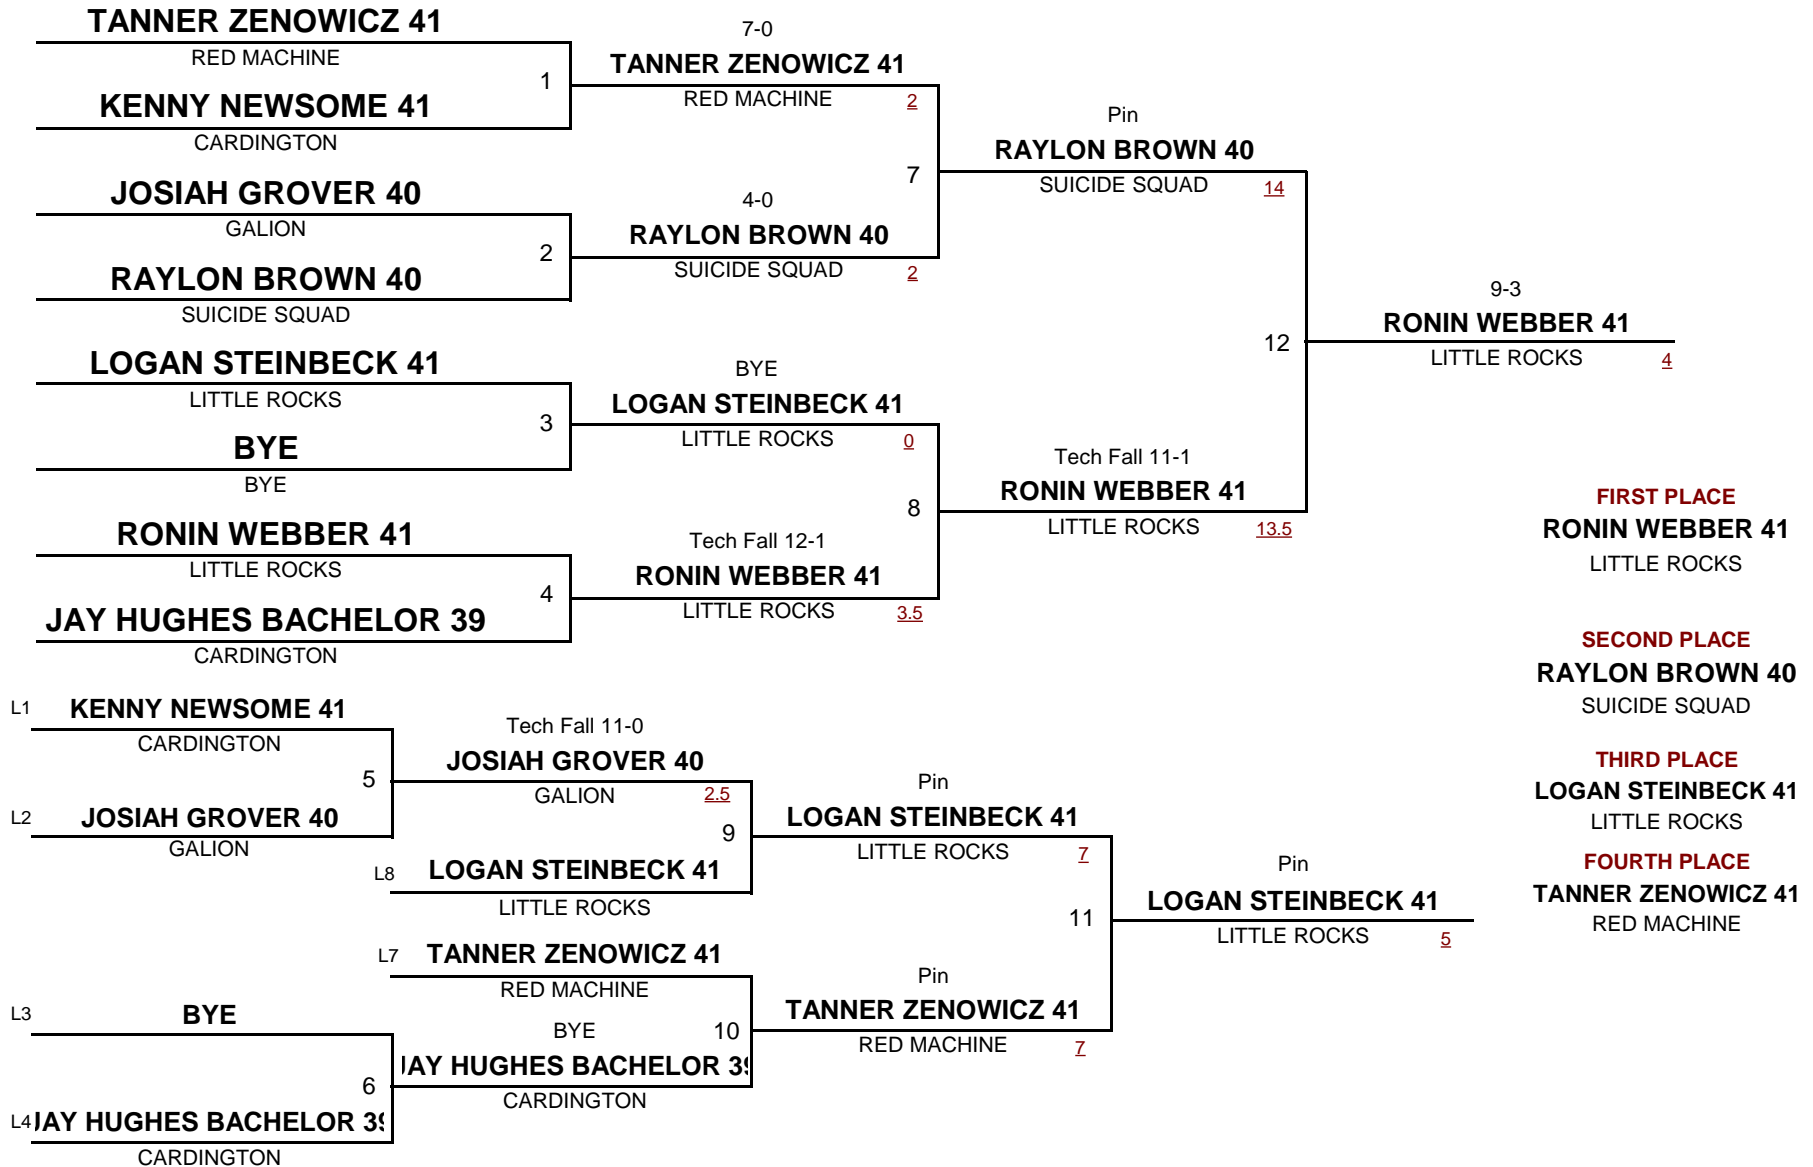 TANNER ZENOWICZ 41
RED MACHINE
1
KENNY NEWSOME 41
CARDINGTON
JOSIAH GROVER 40
GALION
2
RAYLON BROWN 40
SUICIDE SQUAD
LOGAN STEINBECK 41
LITTLE ROCKS
3
BYE
BYE
RONIN WEBBER 41
LITTLE ROCKS
4
JAY HUGHES BACHELOR 39
CARDINGTON
7-0
TANNER ZENOWICZ 41
RED MACHINE 2
7
4-0
RAYLON BROWN 40
SUICIDE SQUAD 2
BYE
LOGAN STEINBECK 41
LITTLE ROCKS 0
8
Tech Fall 12-1
RONIN WEBBER 41
LITTLE ROCKS 3.5
Pin
RAYLON BROWN 40
SUICIDE SQUAD 14
12
Tech Fall 11-1
RONIN WEBBER 41
LITTLE ROCKS 13.5
9-3
RONIN WEBBER 41
LITTLE ROCKS 4
L1 KENNY NEWSOME 41
CARDINGTON
5
L2 JOSIAH GROVER 40
GALION
L3 BYE
6
L4 JAY HUGHES BACHELOR 39
CARDINGTON
Tech Fall 11-0
JOSIAH GROVER 40
GALION 2.5
9
L8 LOGAN STEINBECK 41
LITTLE ROCKS
L7 TANNER ZENOWICZ 41
RED MACHINE
10
BYE
JAY HUGHES BACHELOR 39
CARDINGTON
Pin
LOGAN STEINBECK 41
LITTLE ROCKS 7
11
Pin
TANNER ZENOWICZ 41
RED MACHINE 7
Pin
LOGAN STEINBECK 41
LITTLE ROCKS 5
FIRST PLACE
RONIN WEBBER 41
LITTLE ROCKS
SECOND PLACE
RAYLON BROWN 40
SUICIDE SQUAD
THIRD PLACE
LOGAN STEINBECK 41
LITTLE ROCKS
FOURTH PLACE
TANNER ZENOWICZ 41
RED MACHINE